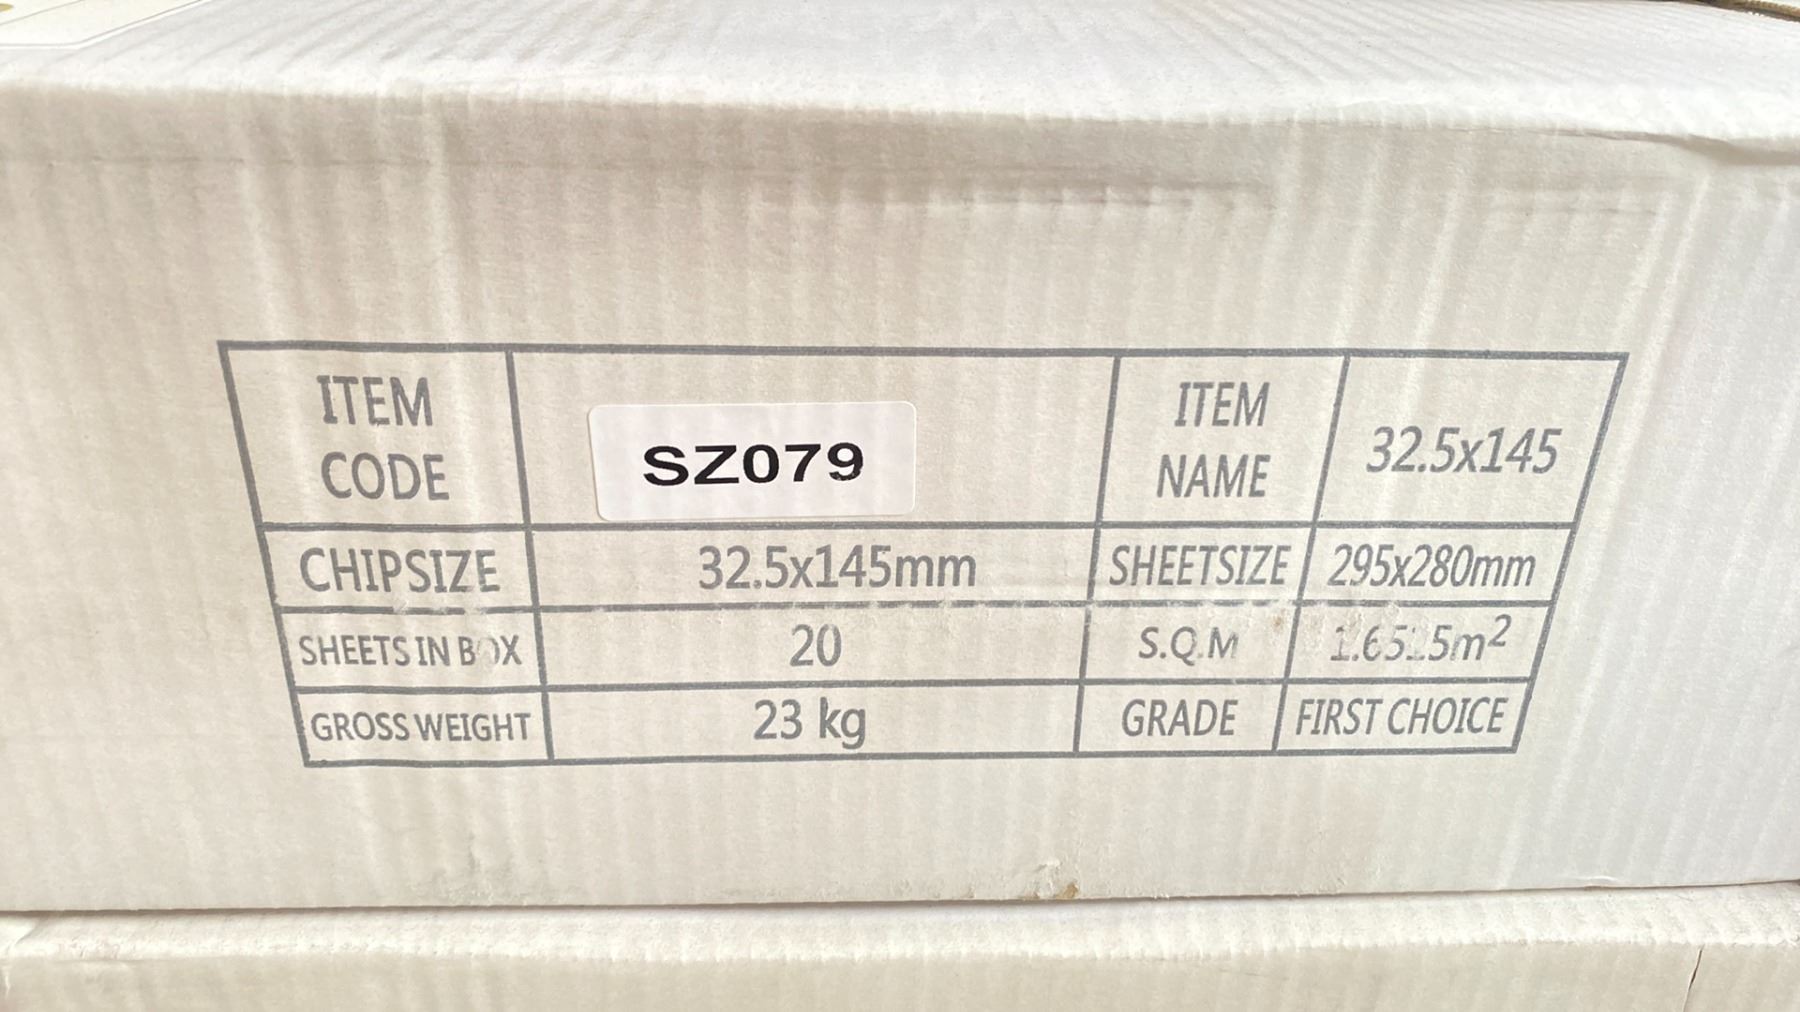 ITEM CODE SZ079 ITEM NAME 32.5x145
CHIPSIZE 32.5x145mm SHEETSIZE 295x280mm
SHEETS IN BOX 20 S.Q.M
GROSS WEIGHT 23 kg GRADE FIRST CHOICE